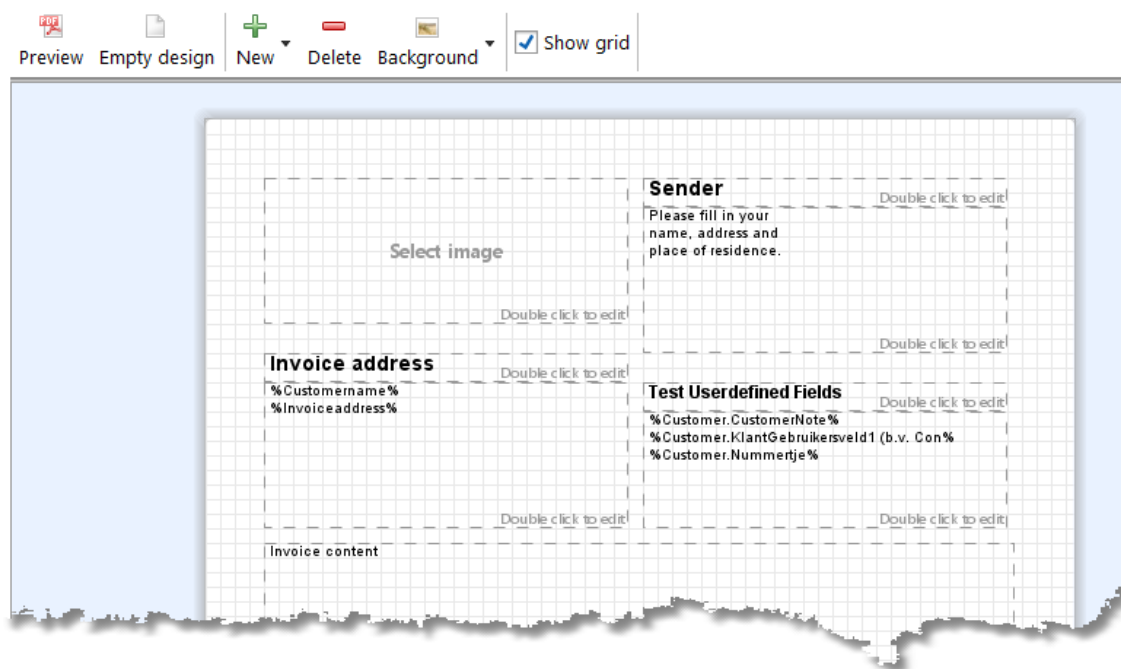 PDF
Preview Empty design New Delete Background Show grid
Select image
Double click to edit
Sender
Double click to edit
Please fill in your
name, address and
place of residence.
Double click to edit
Invoice address
Double click to edit
%Customername%
%Invoiceaddress%
Double click to edit
Test Userdefined Fields
Double click to edit
%Customer.CustomerNote%
%Customer.KlantGebruikersveld1 (b.v. Con%
%Customer.Nummertje%
Double click to edit
Invoice content